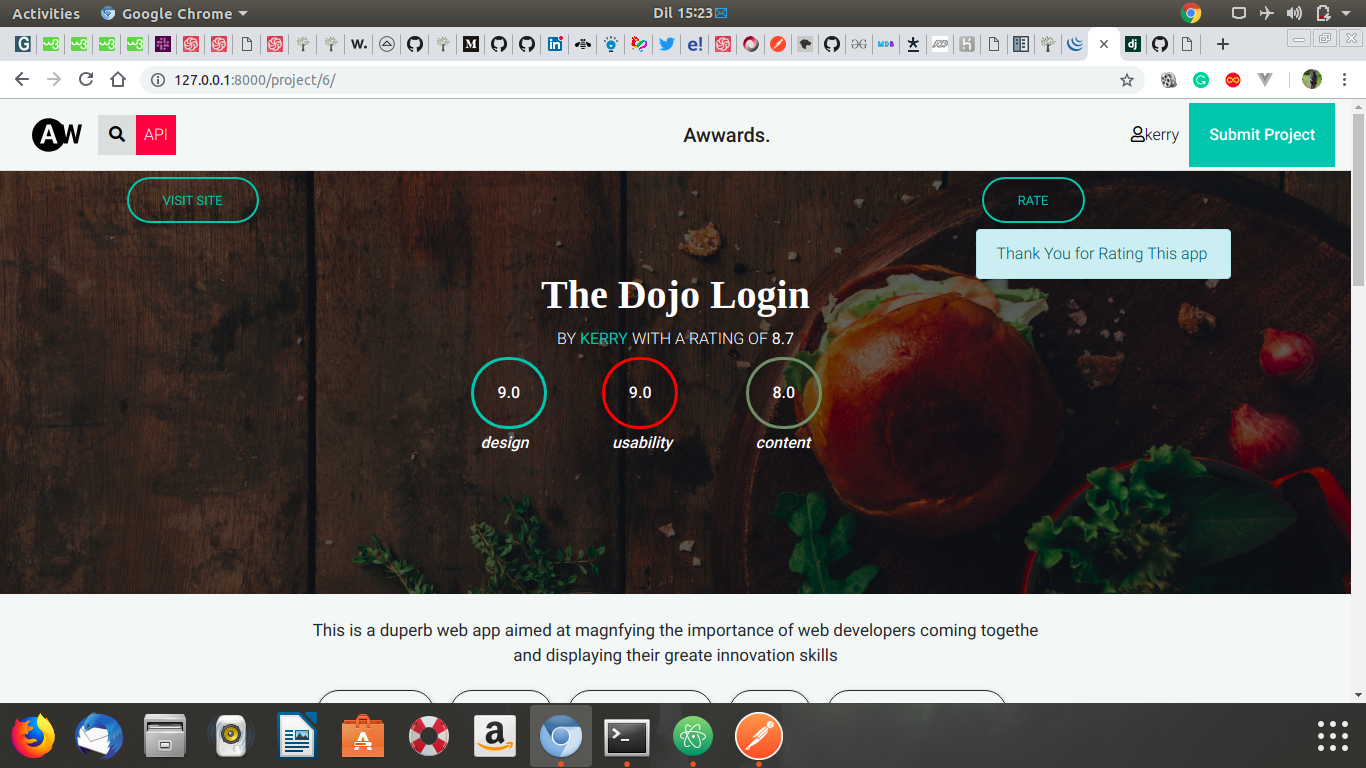 Activities
Google Chrome
Dil 15:23
127.0.0.1:8000/project/6/
AW
API
Awwards.
kerry
Submit Project
VISIT SITE
RATE
Thank You for Rating This app
The Dojo Login
BY KERRY WITH A RATING OF 8.7
9.0
9.0
8.0
design
usability
content
This is a duperb web app aimed at magnfying the importance of web developers coming togethe
and displaying their greate innovation skills